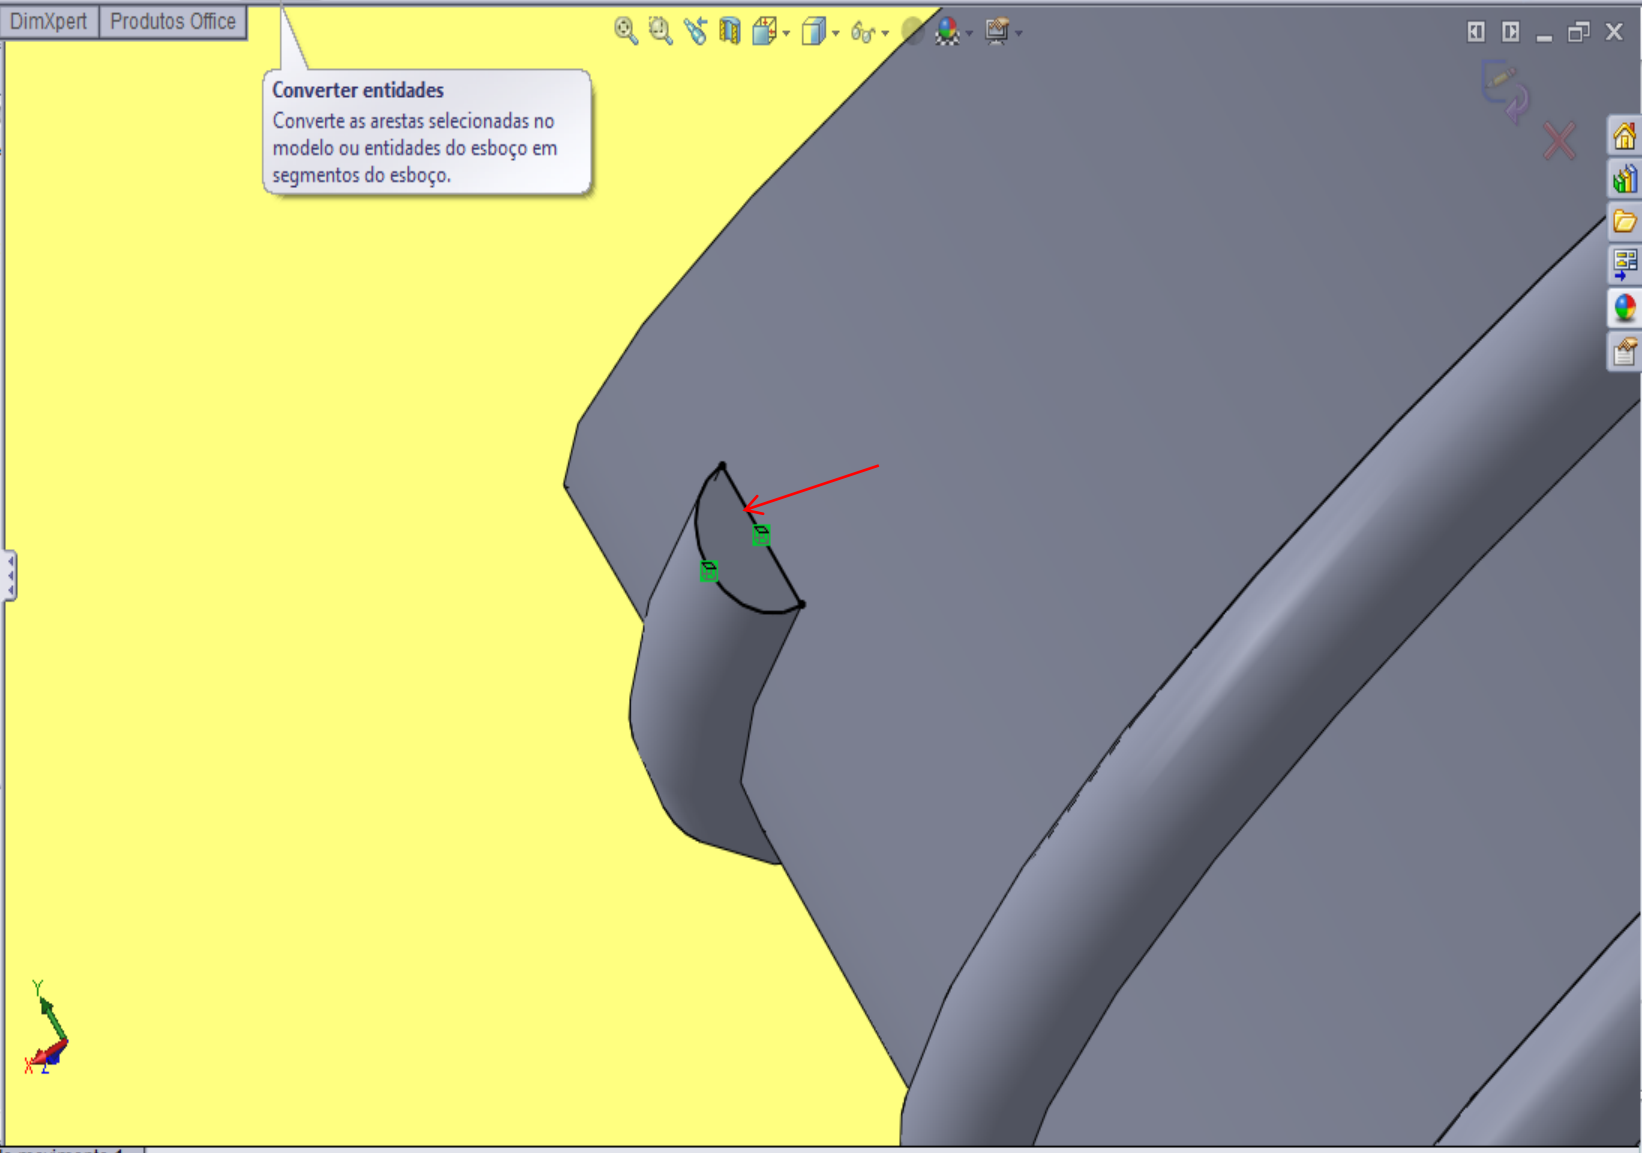 DimXpert
Produtos Office
Converter entidades
Converte as arestas selecionadas no
modelo ou entidades do esboço em
segmentos do esboço.
Y
X
Z